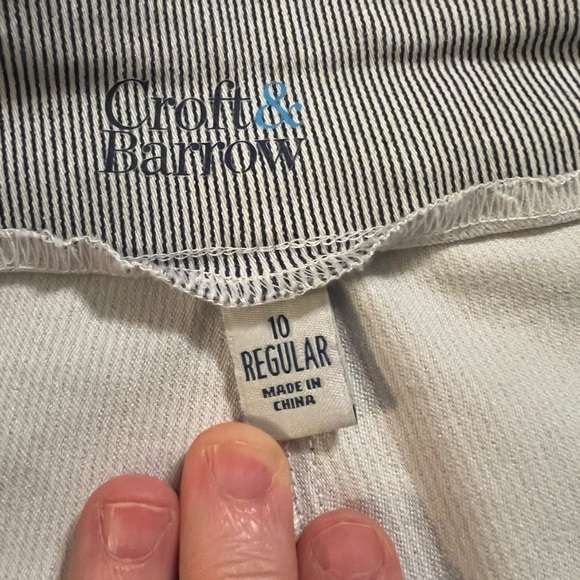 Croft&
Barrow
10
REGULAR
MADE IN
CHINA